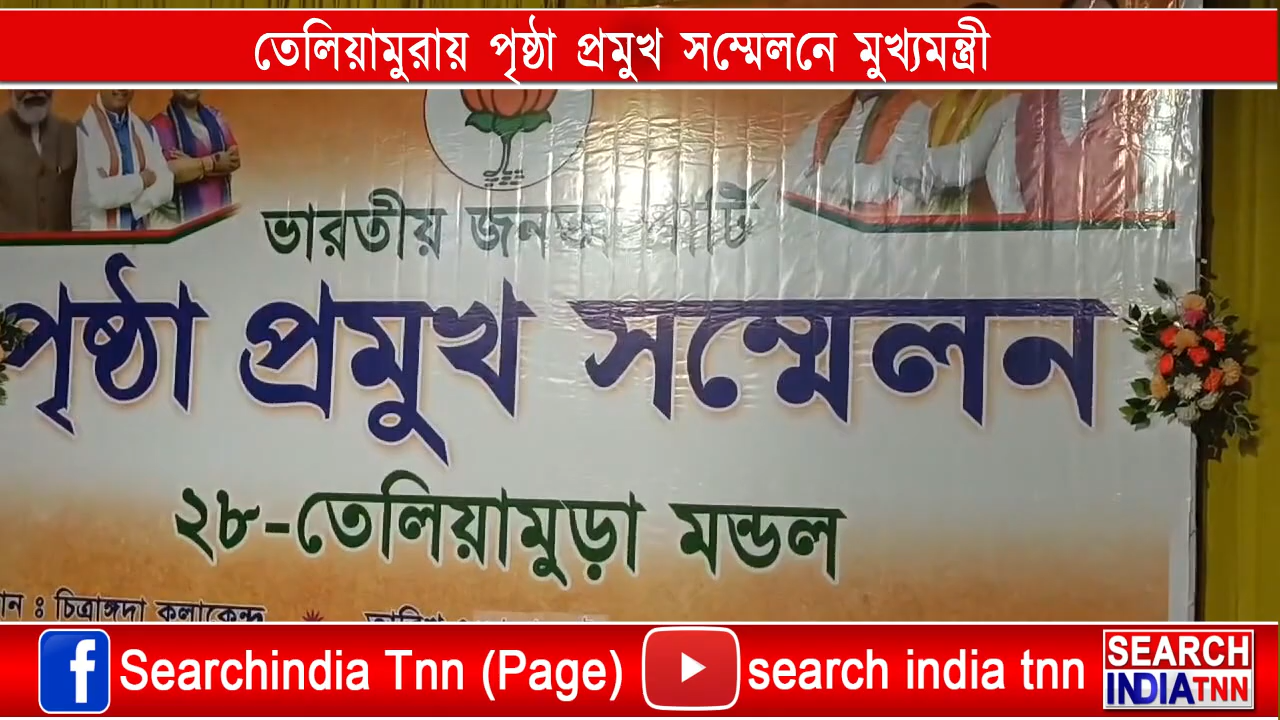 তেলিয়ামুরায় পৃষ্ঠা প্রমুখ সম্মেলনে মুখ্যমন্ত্রী
ভারতীয় জনতা পার্টি
পৃষ্ঠা প্রমুখ সম্মেলন
২৮-তেলিয়ামুড়া মন্ডল
ঃ চিত্রাঙ্গদা কলাকেন্দ্র
Searchindia Tnn (Page)
search india tnn
SEARCH
INDIATNN